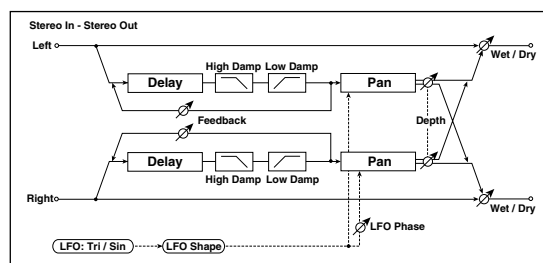 Stereo In - Stereo Out
Left
Wet / Dry
High Damp Low Damp
Delay
Pan
Feedback
Depth
Delay
Pan
High Damp Low Damp
Right
Wet / Dry
LFO Phase
LFO: Tri / Sin
LFO Shape